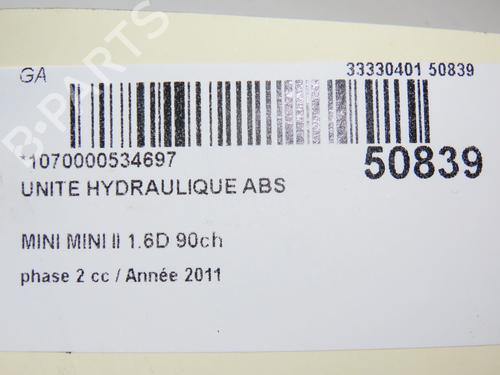 GA
33330401 50839
*1070000534697
50839
UNITE HYDRAULIQUE ABS
MINI MINI II 1.6D 90ch
phase 2 cc / Année 2011
B-PARTS